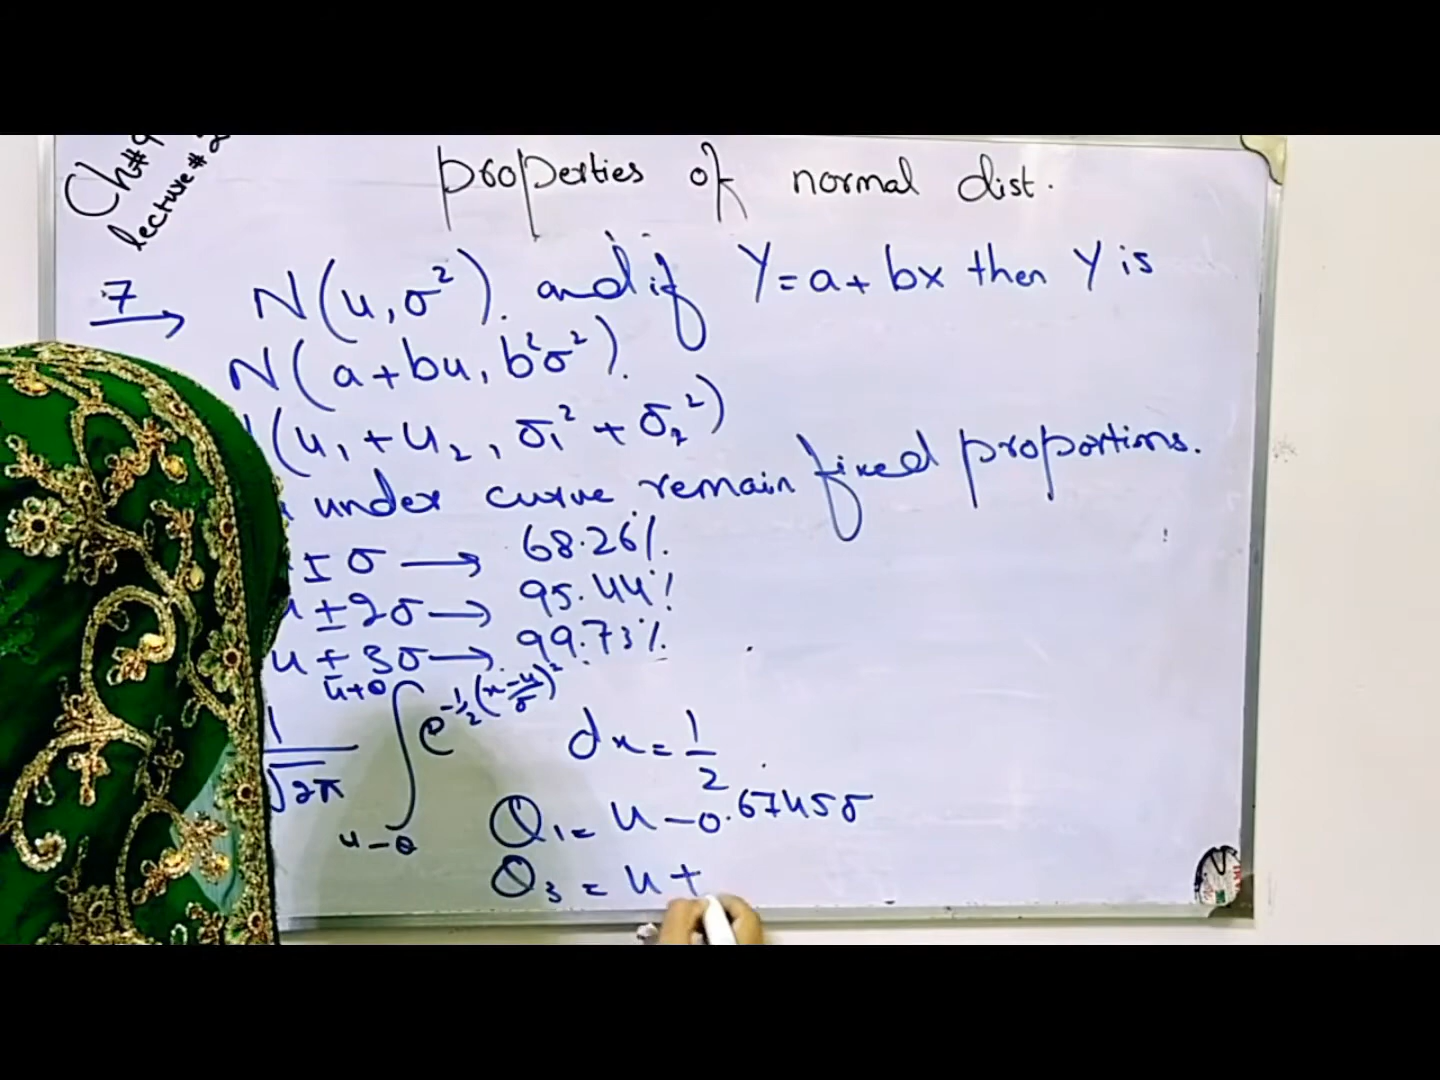 Ch#9
lecture #
properties of normal dist.
7 → N(u, σ²). and if Y = a + bx then Y is
N(a + bu, b²σ²).
(u₁ + u₂, σ₁² + σ₂²)
under curve remain fixed proportions.
± σ → 68.26%.
u ± 2σ → 95.44%
u ± 3σ → 99.73%.
1/√2π ∫ e^-1/2(x-u/σ)² dx = 1/2
Q₁ = u - 0.6745σ
Q₃ = u +